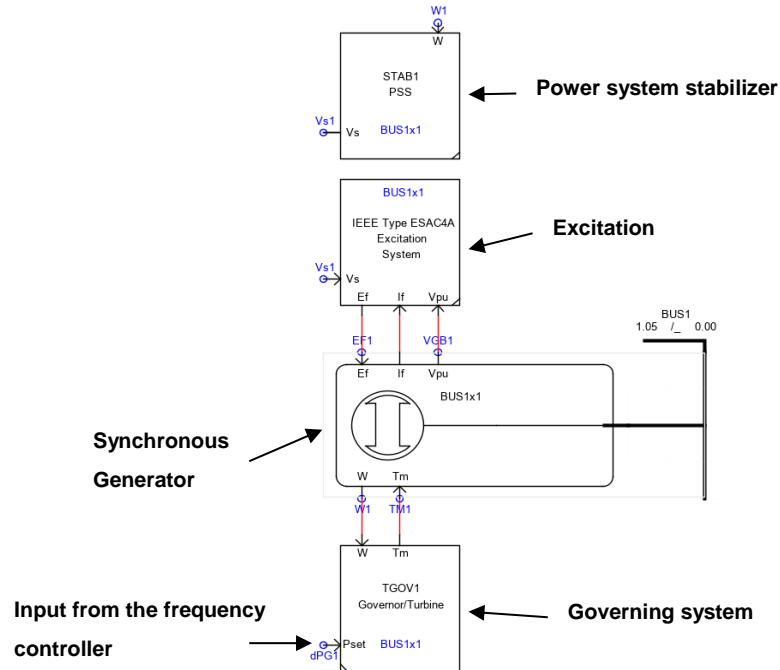 W1
W
STAB1
PSS
Power system stabilizer
Vs1
Vs
BUS1x1
BUS1x1
IEEE Type ESAC4A
Excitation
System
Excitation
Vs1
Vs
Ef If Vpu
BUS1
1.05 /_ 0.00
EF1 VGB1
Ef If Vpu
BUS1x1
Synchronous
Generator
W Tm
W1 TM1
W Tm
TGOV1
Governor/Turbine
Governing system
Input from the frequency
controller
Pset BUS1x1
dPG1